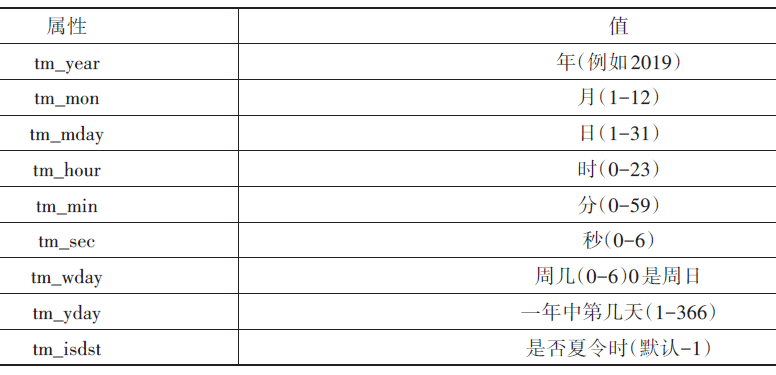 属性 值
tm_year 年(例如2019)
tm_mon 月(1-12)
tm_mday 日(1-31)
tm_hour 时(0-23)
tm_min 分(0-59)
tm_sec 秒(0-6)
tm_wday 周几(0-6)0是周日
tm_yday 一年中第几天(1-366)
tm_isdst 是否夏令时(默认-1)